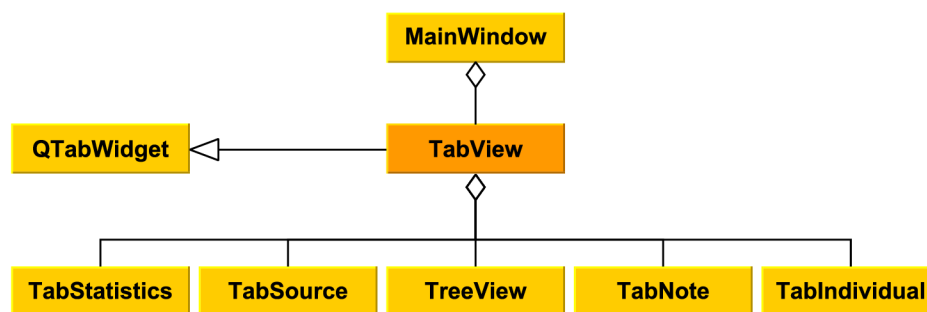 MainWindow
QTabWidget
TabView
TabStatistics
TabSource
TreeView
TabNote
TabIndividual